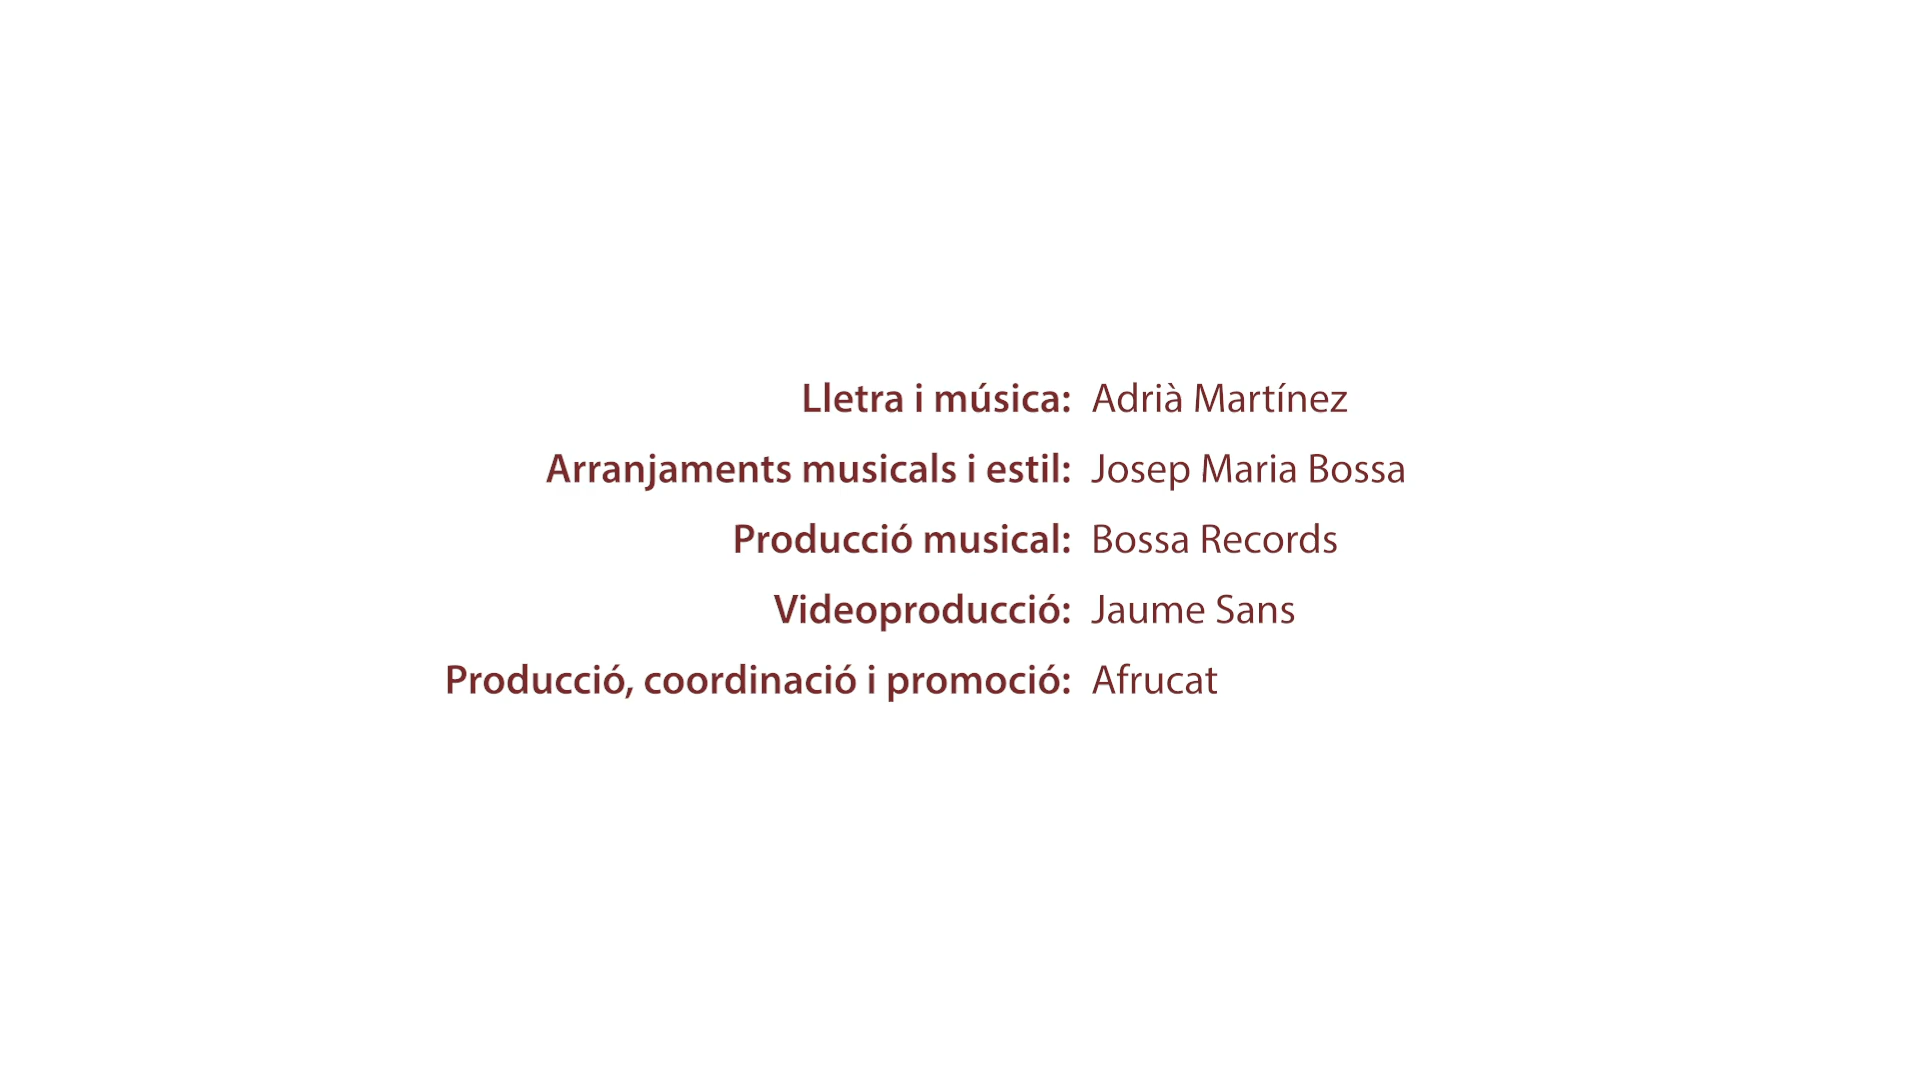 Lletra i música: Adrià Martínez
Arranjaments musicals i estil: Josep Maria Bossa
Producció musical: Bossa Records
Videoproducció: Jaume Sans
Producció, coordinació i promoció: Afrucat